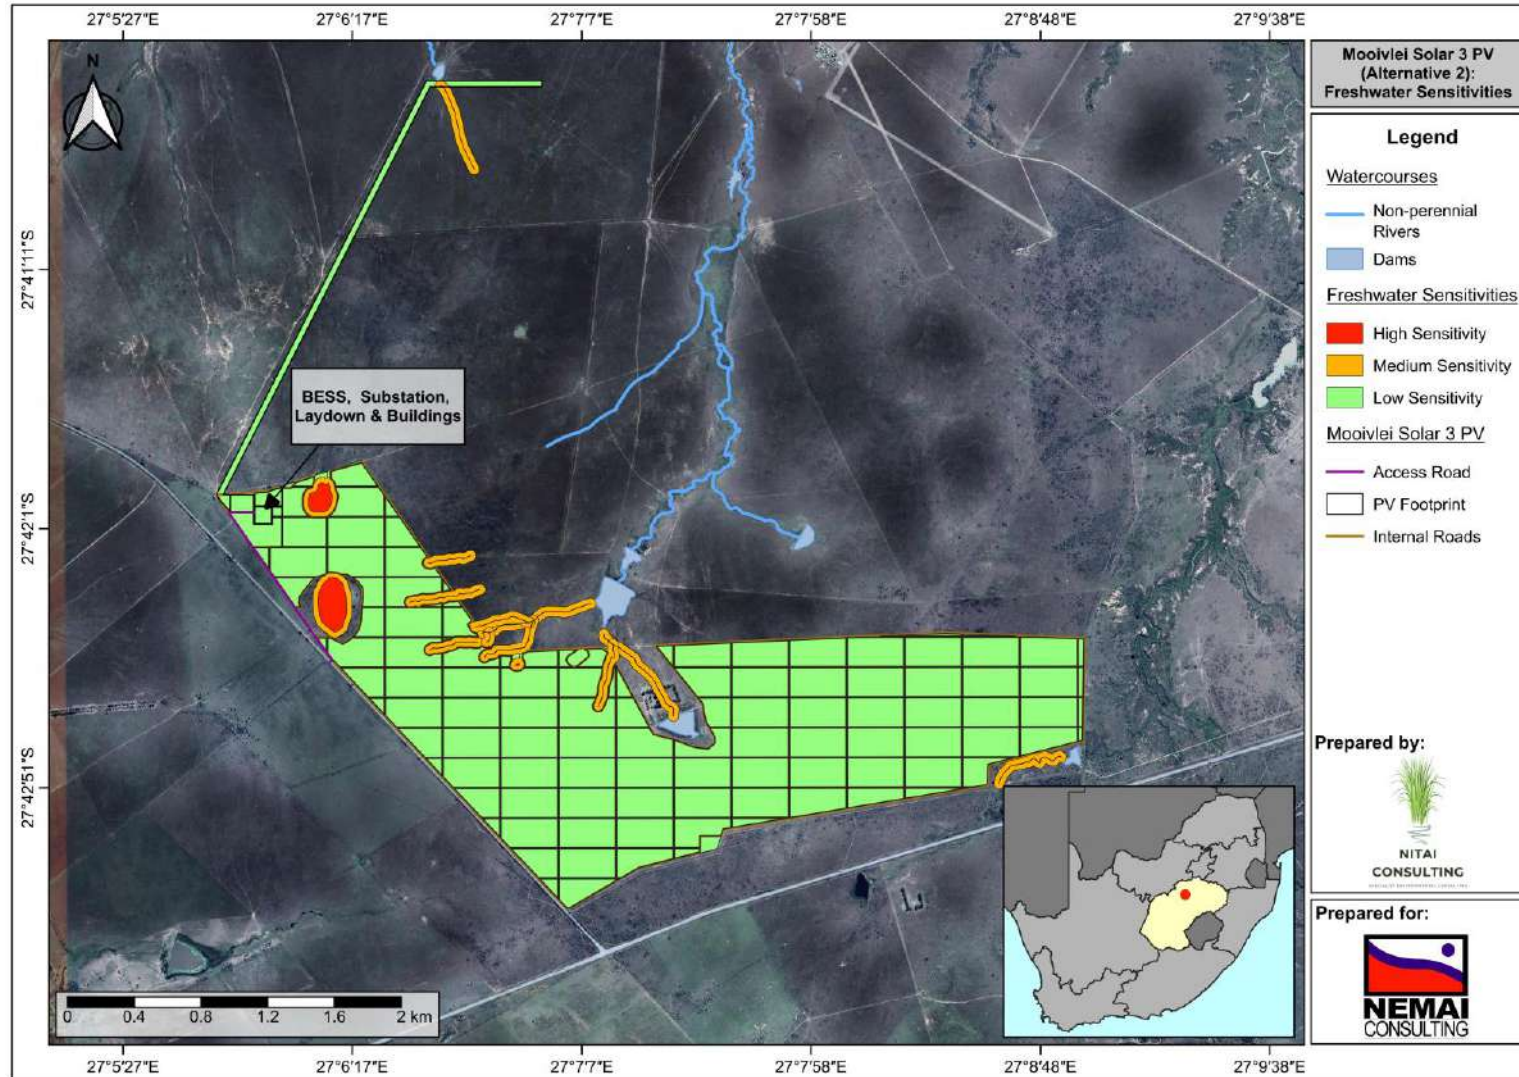 27°5'27"E
27°6'17"E
27°7'7"E
27°7'58"E
27°8'48"E
27°9'38"E
Mooivlei Solar 3 PV
(Alternative 2):
Freshwater Sensitivities
N
Legend
Watercourses
Non-perennial
Rivers
Dams
Freshwater Sensitivities
High Sensitivity
Medium Sensitivity
Low Sensitivity
Mooivlei Solar 3 PV
Access Road
PV Footprint
Internal Roads
27°41'11"S
27°42'1"S
27°42'51"S
BESS, Substation,
Laydown & Buildings
Prepared by:
NITAI
CONSULTING
Prepared for:
NEMAI
CONSULTING
0 0.4 0.8 1.2 1.6 2 km
27°5'27"E
27°6'17"E
27°7'7"E
27°7'58"E
27°8'48"E
27°9'38"E